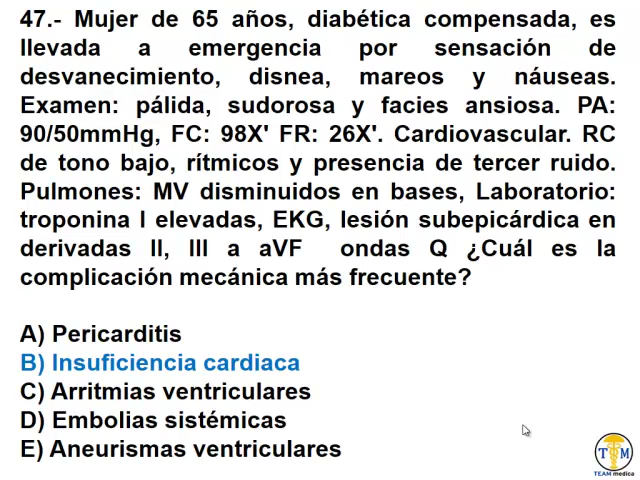 47.- Mujer de 65 años, diabética compensada, es
llevada a emergencia por sensación de
desvanecimiento, disnea, mareos y náuseas.
Examen: pálida, sudorosa y facies ansiosa. PA:
90/50mmHg, FC: 98X' FR: 26X'. Cardiovascular. RC
de tono bajo, rítmicos y presencia de tercer ruido.
Pulmones: MV disminuidos en bases, Laboratorio:
troponina I elevadas, EKG, lesión subepicárdica en
derivadas II, III a aVF ondas Q ¿Cuál es la
complicación mecánica más frecuente?
A) Pericarditis
B) Insuficiencia cardiaca
C) Arritmias ventriculares
D) Embolias sistémicas
E) Aneurismas ventriculares
T M
TEAM medica